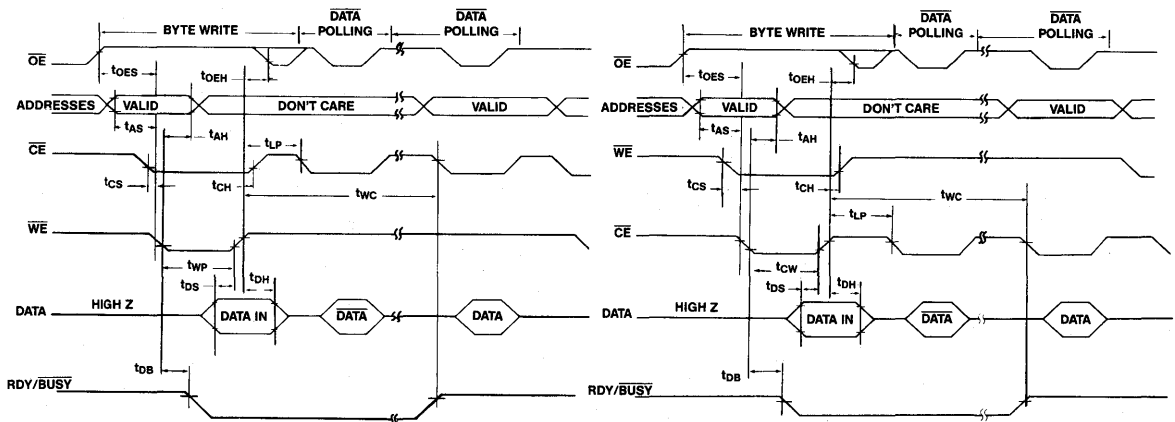 BYTE WRITE
DATA POLLING
DATA POLLING
OE
tOES
tOEH
ADDRESSES
VALID
DON'T CARE
VALID
tAS
tAH
CE
tLP
tCS
tCH
tWC
WE
tWP
tDS
tDH
DATA
HIGH Z
DATA IN
DATA
DATA
tDB
RDY/BUSY
BYTE WRITE
DATA POLLING
DATA POLLING
OE
tOES
tOEH
ADDRESSES
VALID
DON'T CARE
VALID
tAS
tAH
WE
tCS
tCH
tWC
tLP
CE
tCW
tDS
tDH
DATA
HIGH Z
DATA IN
DATA
DATA
tDB
RDY/BUSY